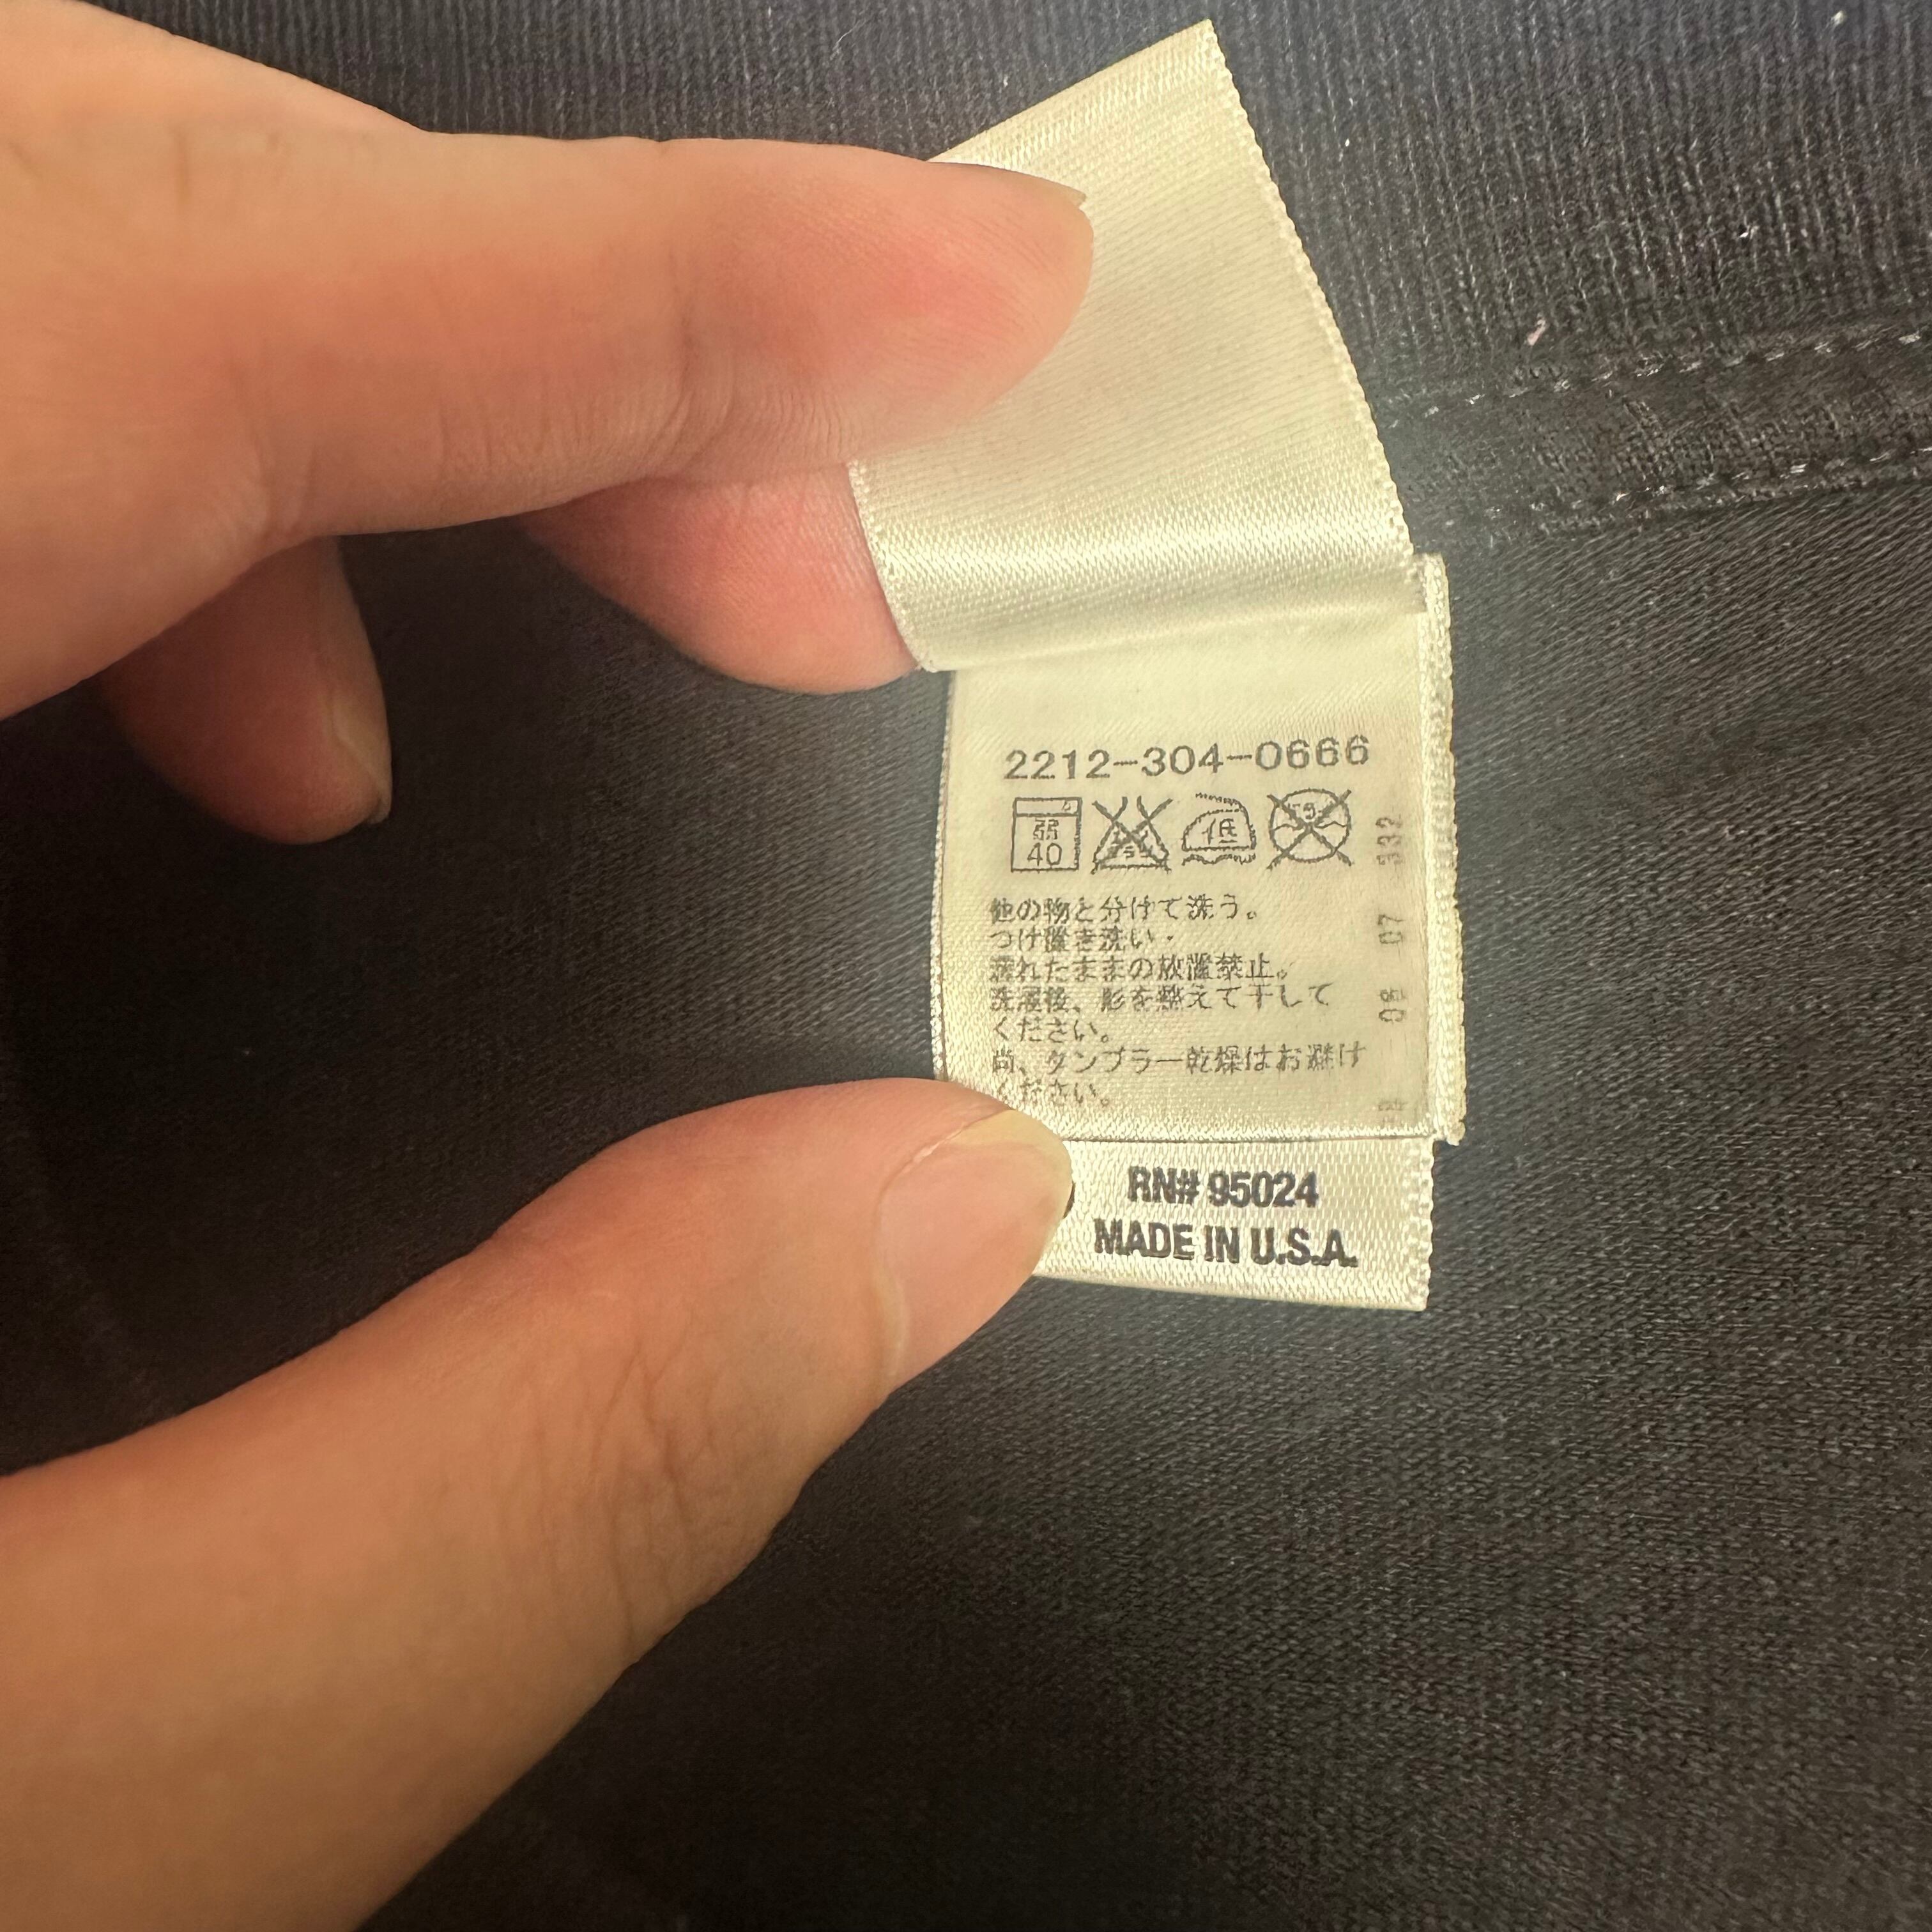 2212-304-0666
弱
40
低
他の物と分けて洗う。
つけ置き洗い・
濡れたままの放置禁止。
洗濯後、形を整えて干して
ください。
尚、タンブラー乾燥はお避け
ください。
08 07 332
RN# 95024
MADE IN U.S.A.